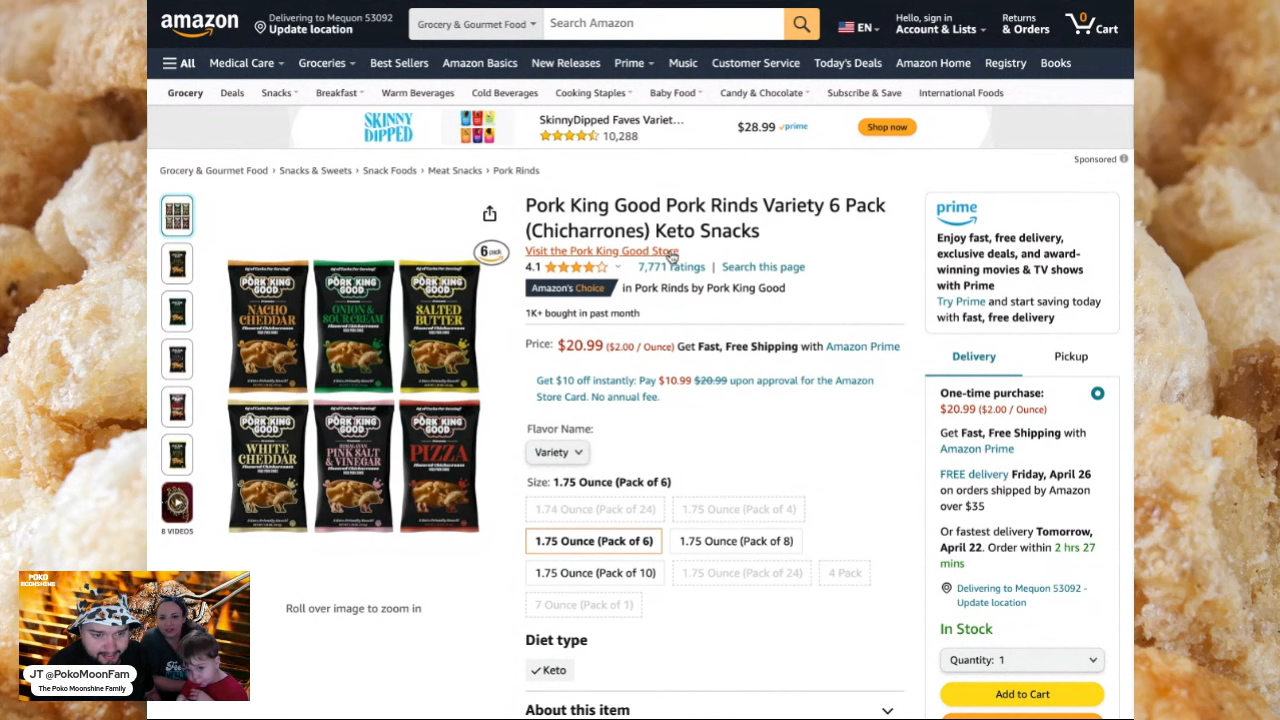 amazon
Delivering to Mequon 53092
Update location
Grocery & Gourmet Food
Search Amazon
EN
Hello, sign in
Account & Lists
Returns
& Orders
0
Cart
All
Medical Care
Groceries
Best Sellers
Amazon Basics
New Releases
Prime
Music
Customer Service
Today's Deals
Amazon Home
Registry
Books
Grocery
Deals
Snacks
Breakfast
Warm Beverages
Cold Beverages
Cooking Staples
Baby Food
Candy & Chocolate
Subscribe & Save
International Foods
SKINNY
DIPPED
SkinnyDipped Faves Variet...
10,288
$28.99 prime
Shop now
Sponsored
Grocery & Gourmet Food › Snacks & Sweets › Snack Foods › Meat Snacks › Pork Rinds
6 pack
PORK KING
GOOD
NACHO
CHEDDAR
PORK KING
GOOD
ONION &
SOUR CREAM
PORK KING
GOOD
SALTED
BUTTER
PORK KING
GOOD
WHITE
CHEDDAR
PORK KING
GOOD
HIMALAYAN
PINK SALT
& VINEGAR
PORK KING
GOOD
PIZZA
8 VIDEOS
Roll over image to zoom in
Pork King Good Pork Rinds Variety 6 Pack
(Chicharrones) Keto Snacks
Visit the Pork King Good Store
4.1
7,771 ratings | Search this page
Amazon's Choice in Pork Rinds by Pork King Good
1K+ bought in past month
Price: $20.99 ($2.00 / Ounce) Get Fast, Free Shipping with Amazon Prime
Get $10 off instantly: Pay $10.99 $20.99 upon approval for the Amazon
Store Card. No annual fee.
Flavor Name:
Variety
Size: 1.75 Ounce (Pack of 6)
1.74 Ounce (Pack of 24)
1.75 Ounce (Pack of 4)
1.75 Ounce (Pack of 6)
1.75 Ounce (Pack of 8)
1.75 Ounce (Pack of 10)
1.75 Ounce (Pack of 24)
4 Pack
7 Ounce (Pack of 1)
Diet type
Keto
About this item
prime
Enjoy fast, free delivery,
exclusive deals, and award-
winning movies & TV shows
with Prime
Try Prime and start saving today
with fast, free delivery
Delivery
Pickup
One-time purchase:
$20.99 ($2.00 / Ounce)
Get Fast, Free Shipping with
Amazon Prime
FREE delivery Friday, April 26
on orders shipped by Amazon
over $35
Or fastest delivery Tomorrow,
April 22. Order within 2 hrs 27
mins
Delivering to Mequon 53092 -
Update location
In Stock
Quantity: 1
Add to Cart
POKO
MOONSHINE
JT @PokoMoonFam
The Poko Moonshine Family